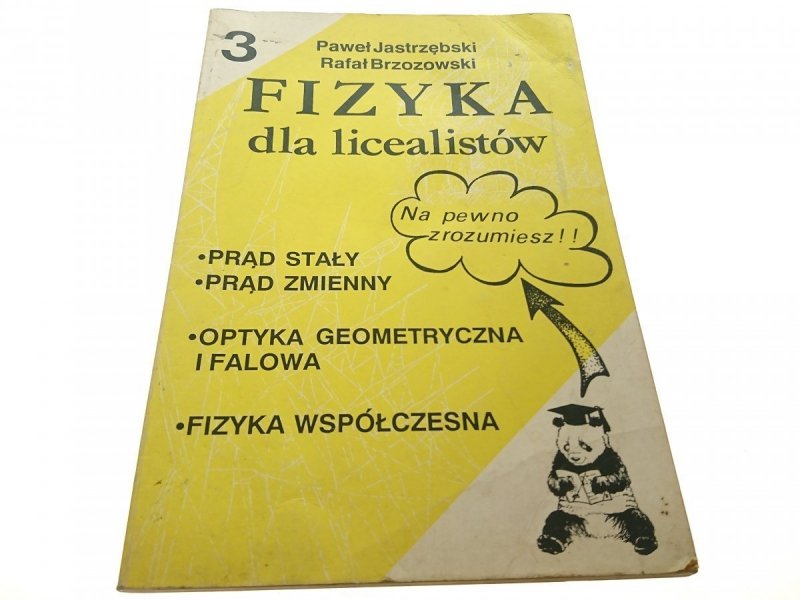 3
Paweł Jastrzębski
Rafał Brzozowski
FIZYKA
dla licealistów
Na pewno
zrozumiesz!!
•PRĄD STAŁY
•PRĄD ZMIENNY
•OPTYKA GEOMETRYCZNA
I FALOWA
•FIZYKA WSPÓŁCZESNA